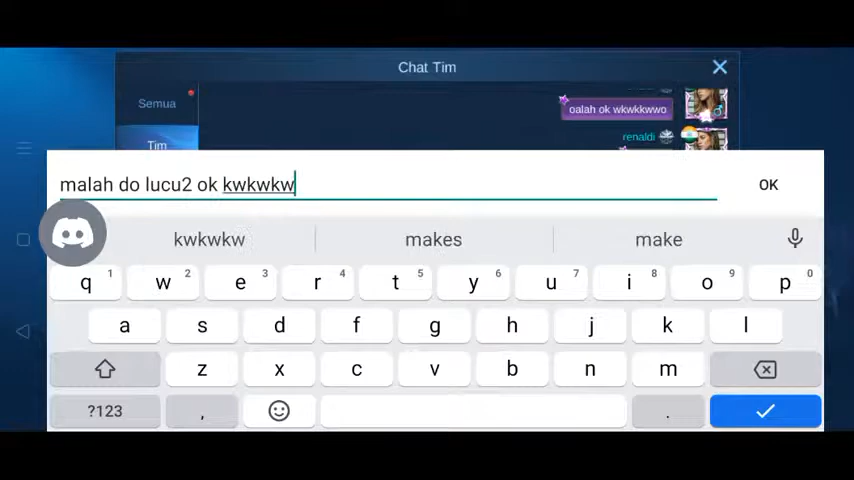 Chat Tim
Semua
oalah ok wkwkkwwo
Tim
renaldi
malah do lucu2 ok kwkwkw
OK
kwkwkw makes make
q 1 w 2 e 3 r 4 t 5 y 6 u 7 i 8 o 9 p 0
a s d f g h j k l
z x c v b n m
?123 , .